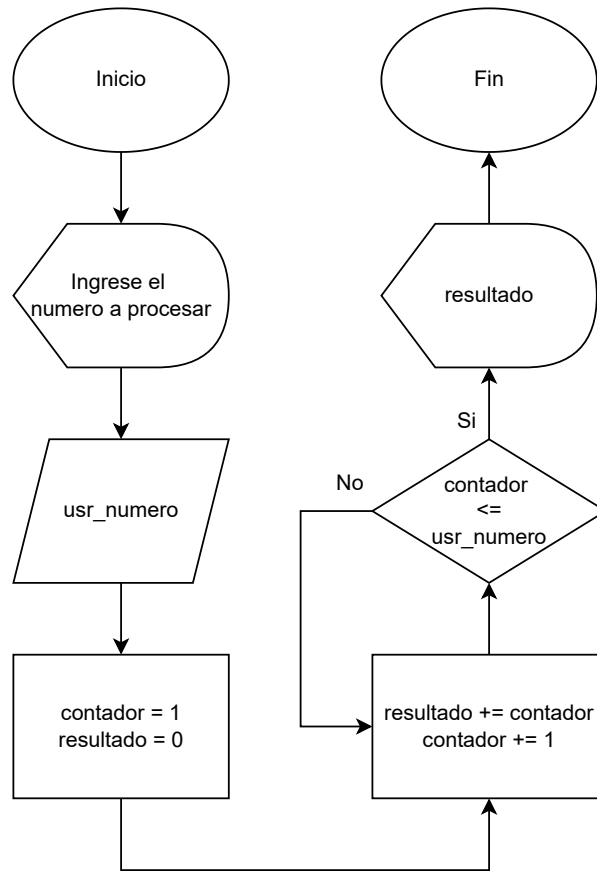 Inicio
Ingrese el
numero a procesar
usr_numero
contador = 1
resultado = 0
resultado += contador
contador += 1
contador
<=
usr_numero
No
Si
resultado
Fin